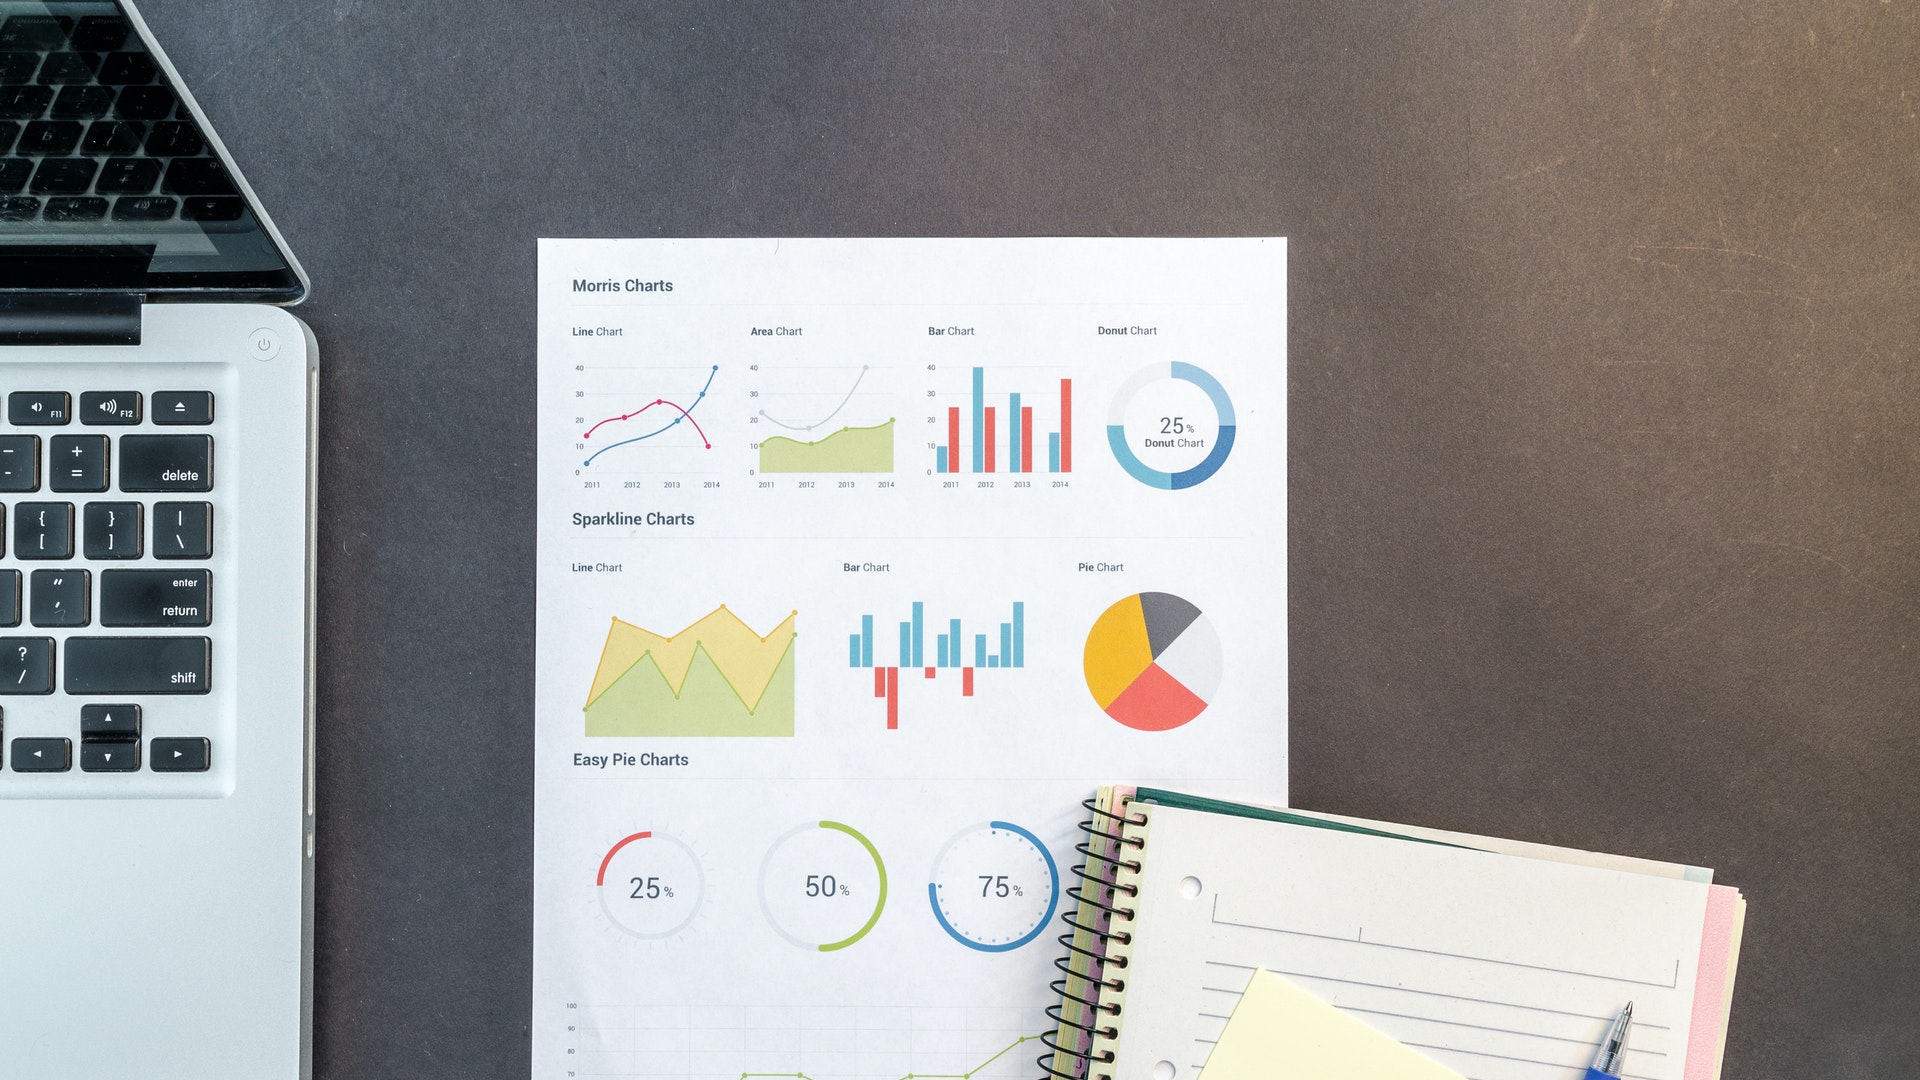 F11
F12
delete
enter
return
shift
Morris Charts
Line Chart
Area Chart
Bar Chart
Donut Chart
40
30
20
10
0
2011 2012 2013 2014
40
30
20
10
0
2011 2012 2013 2014
40
30
20
10
0
2011 2012 2013 2014
25%
Donut Chart
Sparkline Charts
Line Chart
Bar Chart
Pie Chart
Easy Pie Charts
25%
50%
75%
100
90
80
70